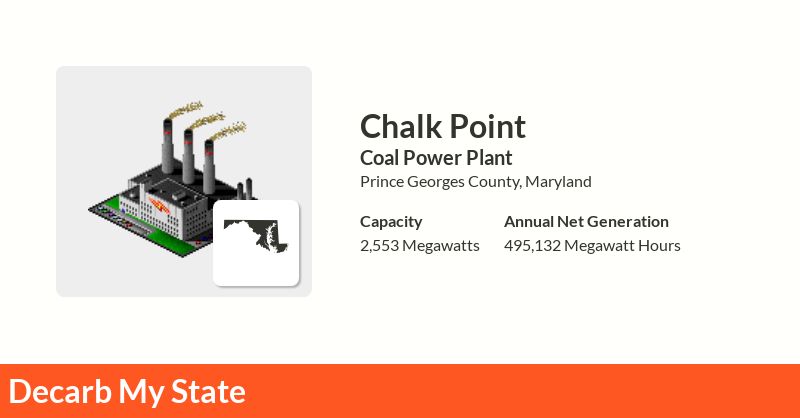 Chalk Point
Coal Power Plant
Prince Georges County, Maryland
Capacity
2,553 Megawatts
Annual Net Generation
495,132 Megawatt Hours
Decarb My State